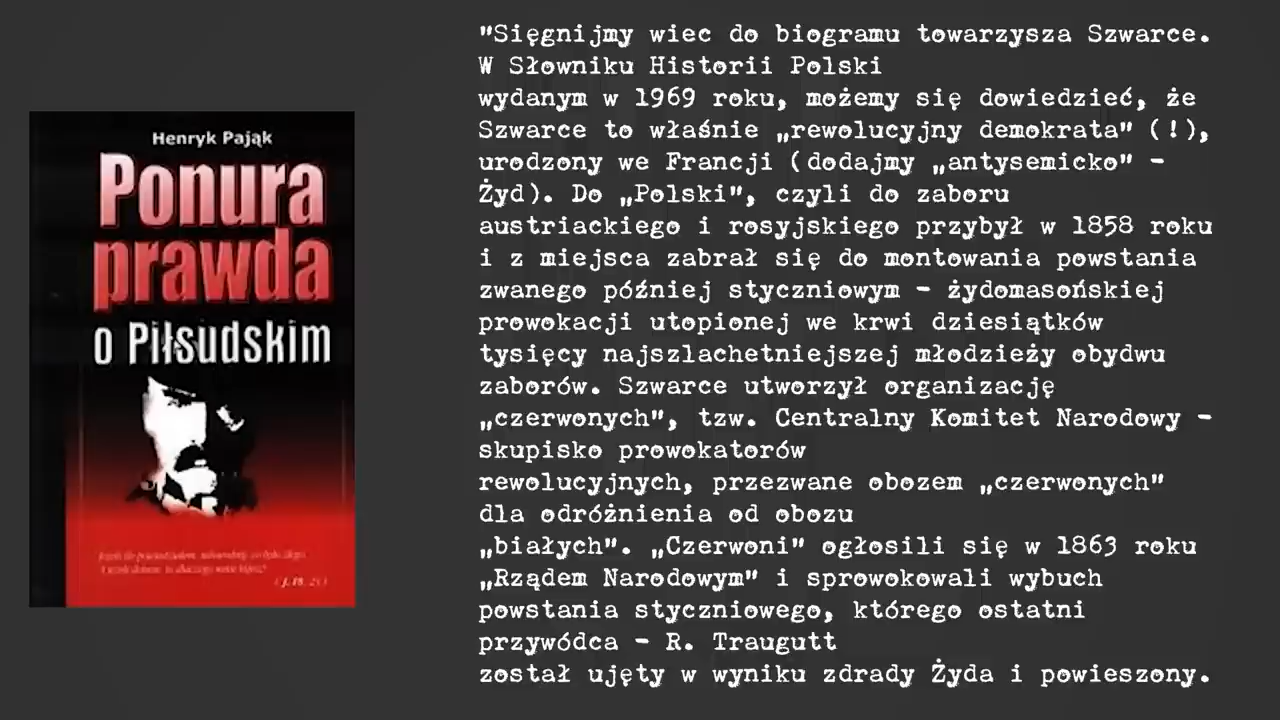 Henryk Pająk
Ponura
prawda
o Piłsudskim
"Sięgnijmy wiec do biogramu towarzysza Szwarce.
W Słowniku Historii Polski
wydanym w 1969 roku, możemy się dowiedzieć, że
Szwarce to właśnie „rewolucyjny demokrata" (!),
urodzony we Francji (dodajmy „antysemicko" -
Żyd). Do „Polski", czyli do zaboru
austriackiego i rosyjskiego przybył w 1858 roku
i z miejsca zabrał się do montowania powstania
zwanego później styczniowym - żydomasońskiej
prowokacji utopionej we krwi dziesiątków
tysięcy najszlachetniejszej młodzieży obydwu
zaborów. Szwarce utworzył organizację
„czerwonych", tzw. Centralny Komitet Narodowy -
skupisko prowokatorów
rewolucyjnych, przezwane obozem „czerwonych"
dla odróżnienia od obozu
„białych". „Czerwoni" ogłosili się w 1863 roku
„Rządem Narodowym" i sprowokowali wybuch
powstania styczniowego, którego ostatni
przywódca - R. Traugutt
został ujęty w wyniku zdrady Żyda i powieszony.